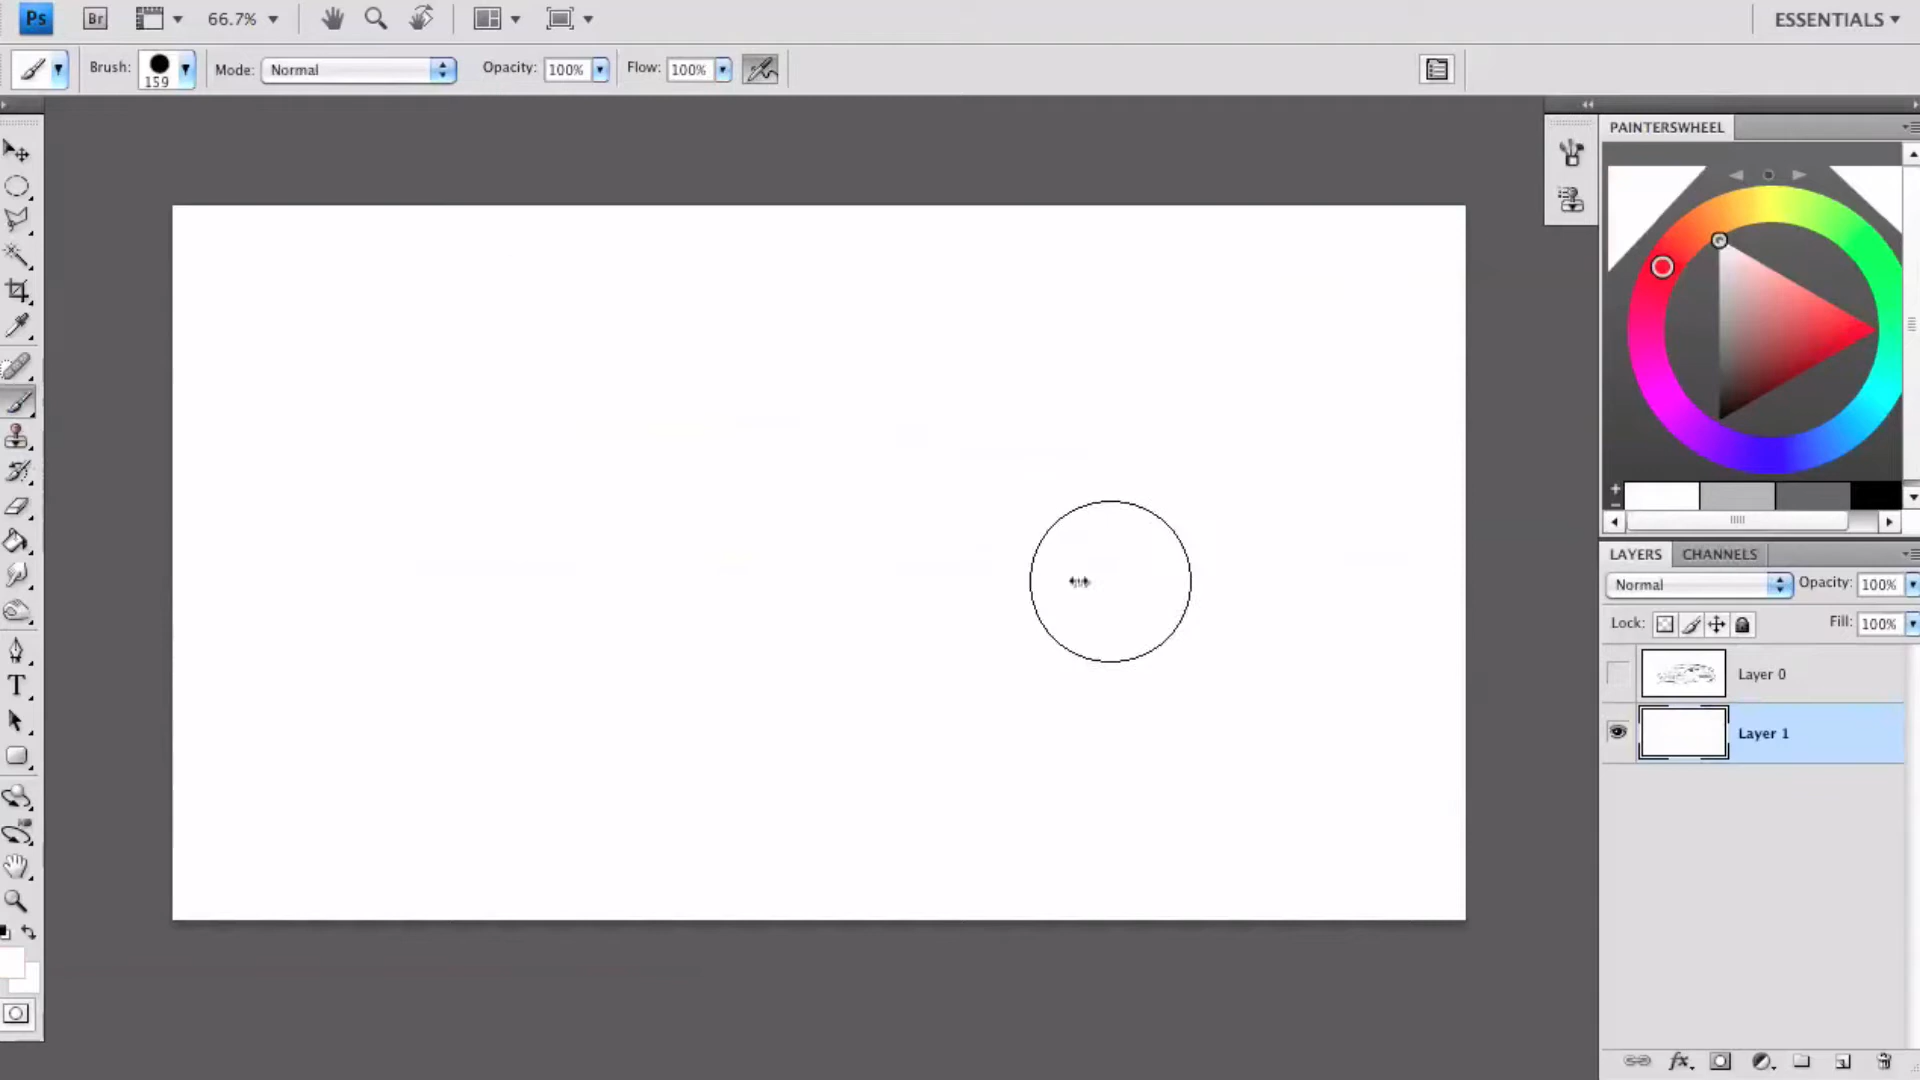 Ps Br 66.7% ESSENTIALS
Brush: 159 Mode: Normal Opacity: 100% Flow: 100%
PAINTERSWHEEL
LAYERS CHANNELS
Normal Opacity: 100%
Lock: Fill: 100%
Layer 0
Layer 1
T
fx